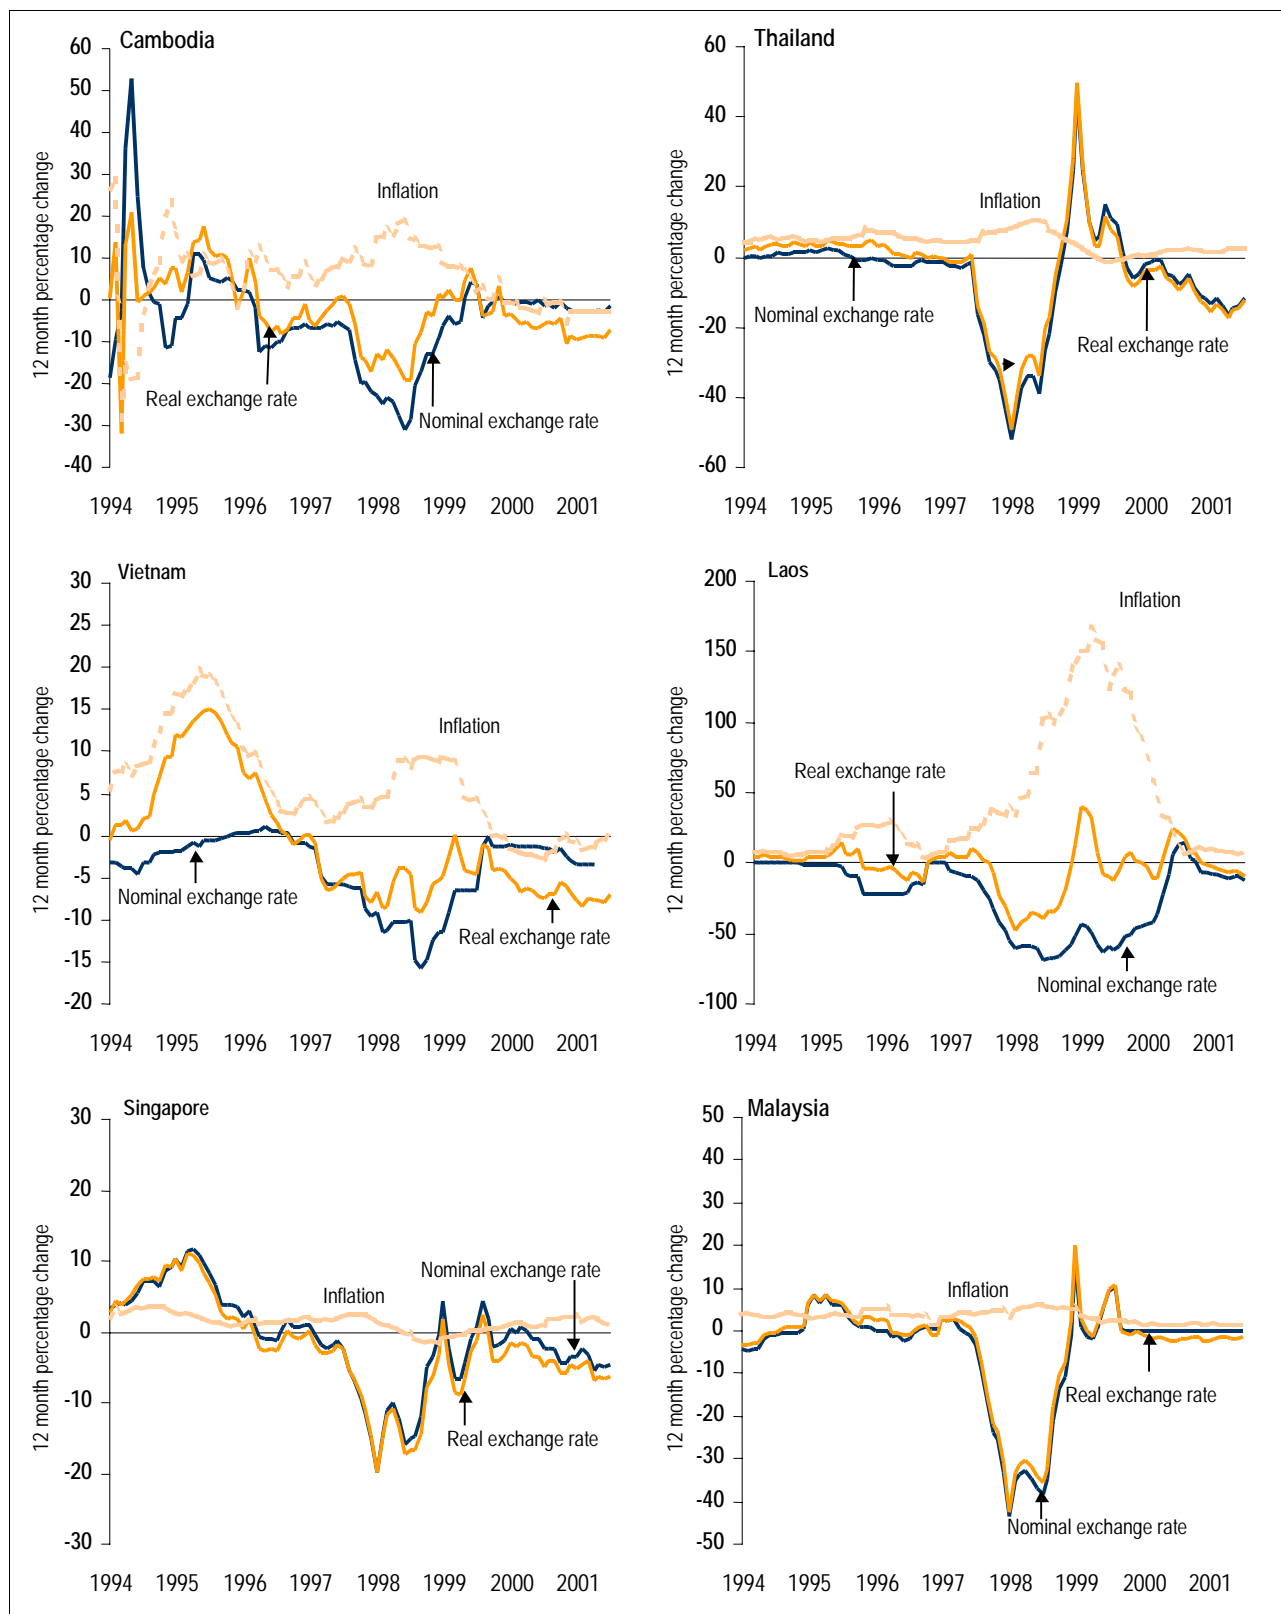 Cambodia
60
50
40
30
20
10
0
-10
-20
-30
-40
12 month percentage change
Inflation
Real exchange rate
Nominal exchange rate
1994 1995 1996 1997 1998 1999 2000 2001
Thailand
60
40
20
0
-20
-40
-60
12 month percentage change
Inflation
Nominal exchange rate
Real exchange rate
1994 1995 1996 1997 1998 1999 2000 2001
Vietnam
30
25
20
15
10
5
0
-5
-10
-15
-20
12 month percentage change
Inflation
Nominal exchange rate
Real exchange rate
1994 1995 1996 1997 1998 1999 2000 2001
Laos
200
150
100
50
0
-50
-100
12 month percentage change
Inflation
Real exchange rate
Nominal exchange rate
1994 1995 1996 1997 1998 1999 2000 2001
Singapore
30
20
10
0
-10
-20
-30
12 month percentage change
Nominal exchange rate
Inflation
Real exchange rate
1994 1995 1996 1997 1998 1999 2000 2001
Malaysia
50
40
30
20
10
0
-10
-20
-30
-40
-50
12 month percentage change
Inflation
Real exchange rate
Nominal exchange rate
1994 1995 1996 1997 1998 1999 2000 2001